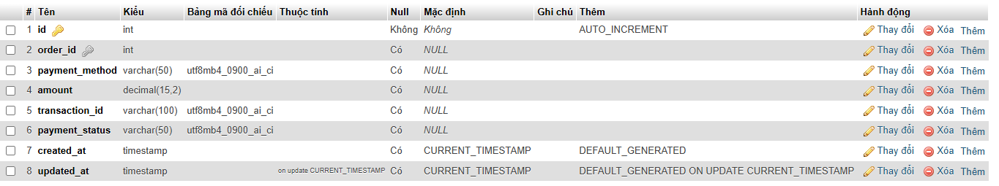 # Tên Kiểu Bảng mã đối chiếu Thuộc tính Null Mặc định Ghi chú Thêm Hành động
1 id int Không Không AUTO_INCREMENT Thay đổi Xóa Thêm
2 order_id int Có NULL Thay đổi Xóa Thêm
3 payment_method varchar(50) utf8mb4_0900_ai_ci Có NULL Thay đổi Xóa Thêm
4 amount decimal(15,2) Có NULL Thay đổi Xóa Thêm
5 transaction_id varchar(100) utf8mb4_0900_ai_ci Có NULL Thay đổi Xóa Thêm
6 payment_status varchar(50) utf8mb4_0900_ai_ci Có NULL Thay đổi Xóa Thêm
7 created_at timestamp Có CURRENT_TIMESTAMP DEFAULT_GENERATED Thay đổi Xóa Thêm
8 updated_at timestamp on update CURRENT_TIMESTAMP Có CURRENT_TIMESTAMP DEFAULT_GENERATED ON UPDATE CURRENT_TIMESTAMP Thay đổi Xóa Thêm